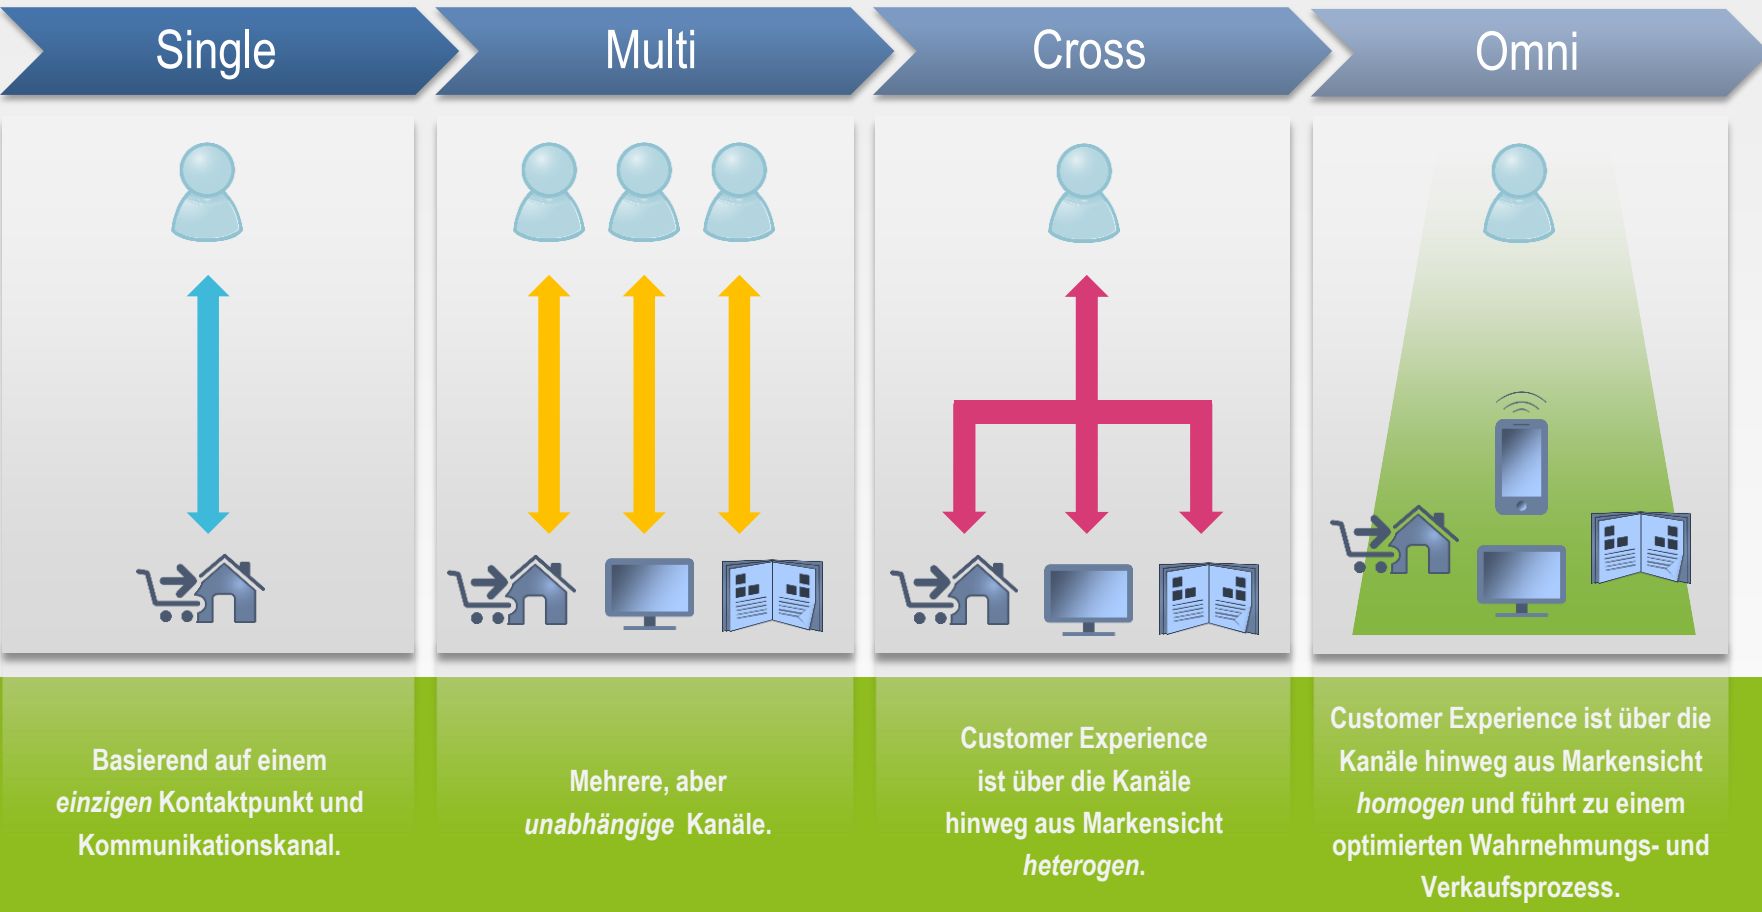 Single
Multi
Cross
Omni
Basierend auf einem
einzigen Kontaktpunkt und
Kommunikationskanal.
Mehrere, aber
unabhängige Kanäle.
Customer Experience
ist über die Kanäle
hinweg aus Markensicht
heterogen.
Customer Experience ist über die
Kanäle hinweg aus Markensicht
homogen und führt zu einem
optimierten Wahrnehmungs- und
Verkaufsprozess.